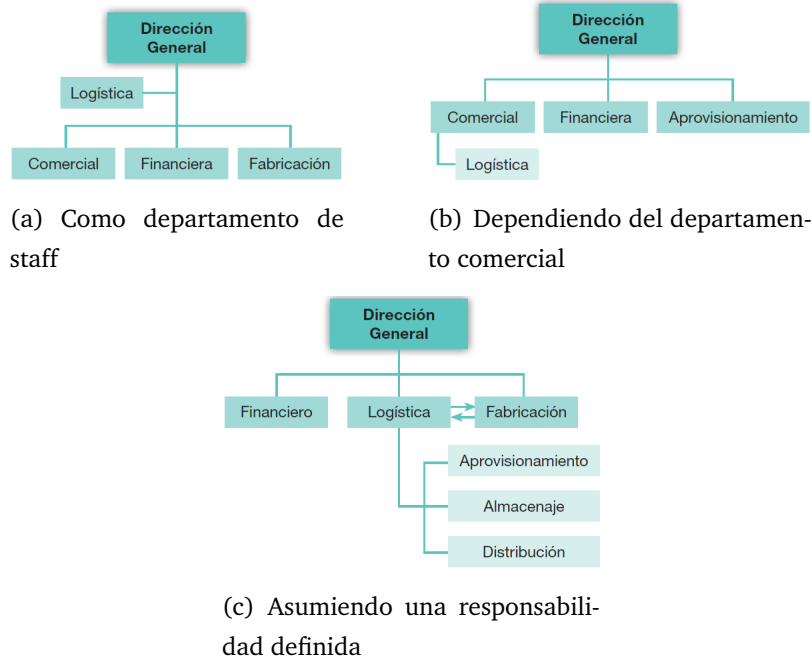 Dirección
General
Logística
Comercial
Financiera
Fabricación
(a) Como departamento de
staff
Dirección
General
Comercial
Financiera
Aprovisionamiento
Logística
(b) Dependiendo del departamen-
to comercial
Dirección
General
Financiero
Logística
Fabricación
Aprovisionamiento
Almacenaje
Distribución
(c) Asumiendo una responsabili-
dad definida